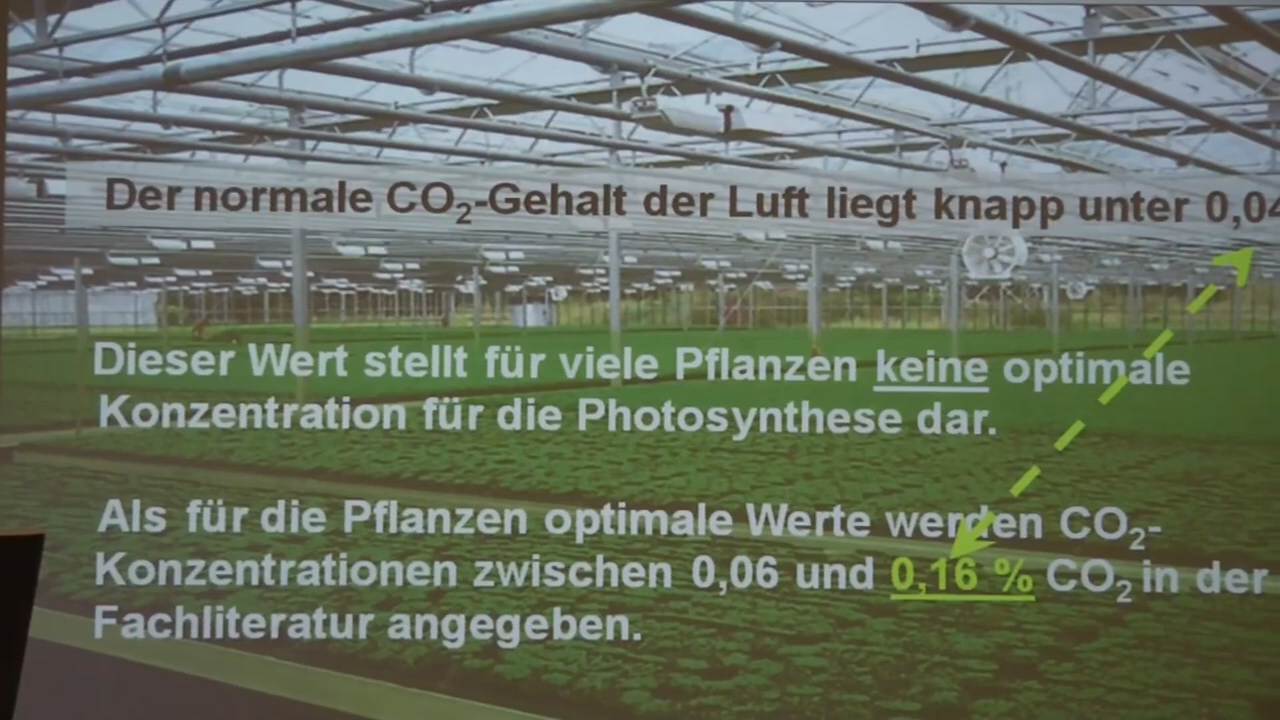 Der normale CO₂-Gehalt der Luft liegt knapp unter 0,04
Dieser Wert stellt für viele Pflanzen keine optimale
Konzentration für die Photosynthese dar.
Als für die Pflanzen optimale Werte werden CO₂-
Konzentrationen zwischen 0,06 und 0,16 % CO₂ in der
Fachliteratur angegeben.